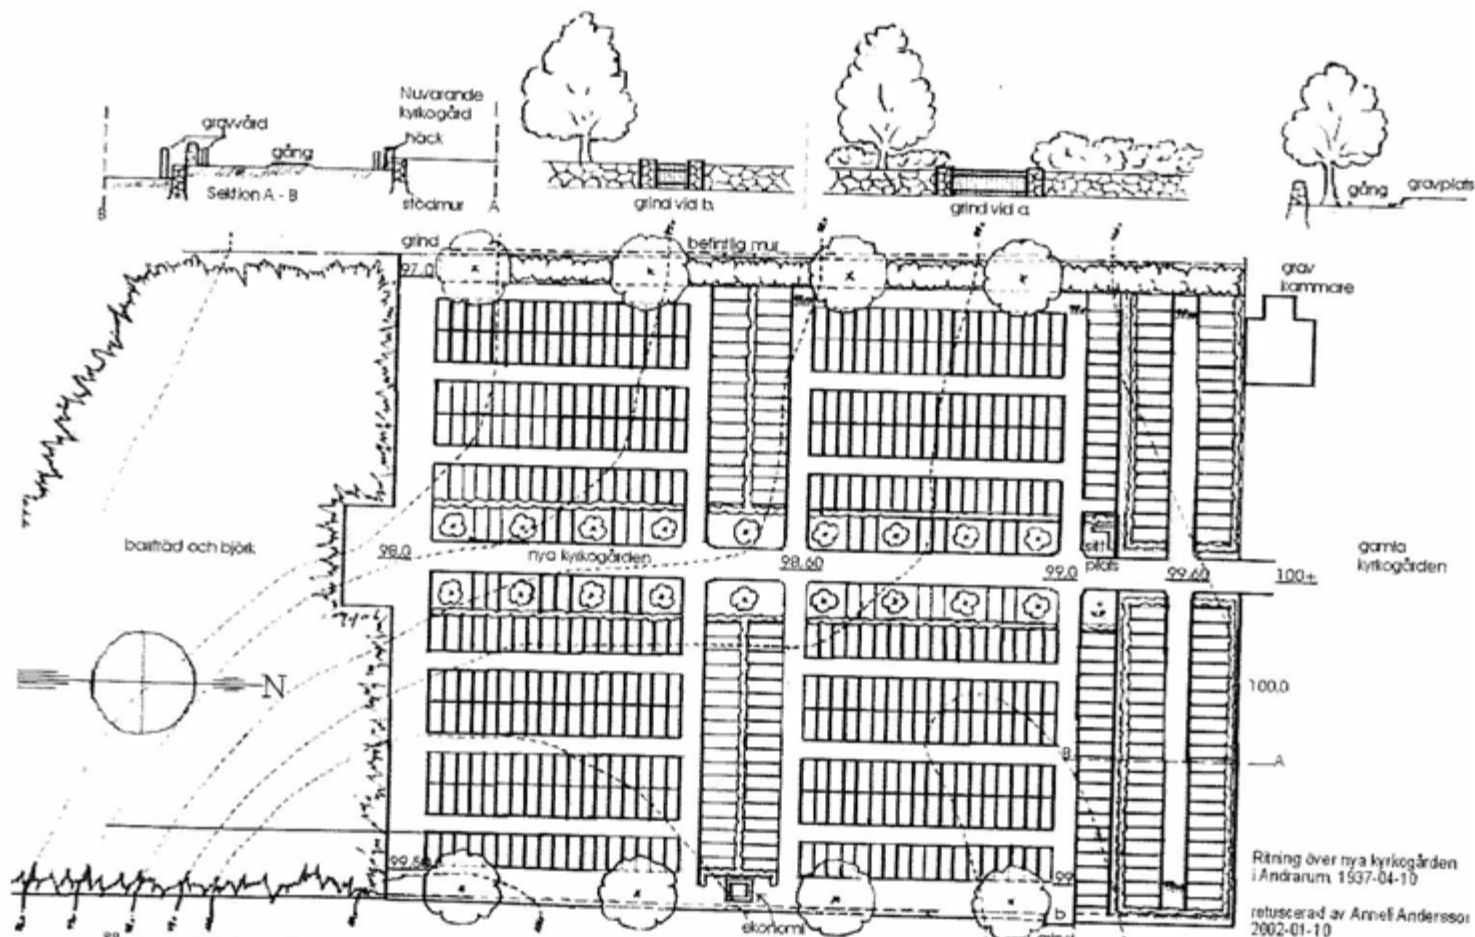 Nuvarande
kyrkogård
häck
gravvård
gång
Sektion A - B
stödmur
B
A
grind vid b.
grind vid a
gång
gravplats
grind
befintlig mur
97.0
grav
kammare
barrträd och björk
98.0
nya kyrkogården
98.60
99.0
sitt
plats
99.60
100+
gamla
kyrkogården
N
100.0
B
A
99.50
99
b
ekonomi
grind
Ritning över nya kyrkogården
i Andrarum 1937-04-10
retuscerad av Anneli Andersson
2002-01-10